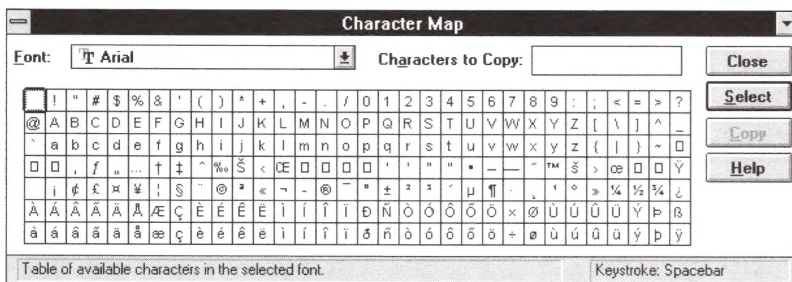 Character Map
Font: Arial Characters to Copy: Close
! " # $ % & ' ( ) * + , - . / 0 1 2 3 4 5 6 7 8 9 : ; < = > ?
Select
@ A B C D E F G H I J K L M N O P Q R S T U V W X Y Z [ \ ] ^ _
` a b c d e f g h i j k l m n o p q r s t u v w x y z { | } ~ □
Copy
□ □ ‚ ƒ „ … † ‡ ˆ ‰ Š ‹ Œ □ □ □ □ ‘ ’ “ ” • – — ˜ ™ š › œ □ □ Ÿ
Help
¡ ¢ £ ¤ ¥ ¦ § ¨ © ª « ¬ - ® ¯ ° ± ² ³ ´ µ ¶ · ¸ ¹ º » ¼ ½ ¾ ¿
À Á Â Ã Ä Å Æ Ç È É Ê Ë Ì Í Î Ï Ð Ñ Ò Ó Ô Õ Ö × Ø Ù Ú Û Ü Ý Þ ß
à á â ã ä å æ ç è é ê ë ì í î ï ð ñ ò ó ô õ ö ÷ ø ù ú û ü ý þ ÿ
Table of available characters in the selected font. Keystroke: Spacebar